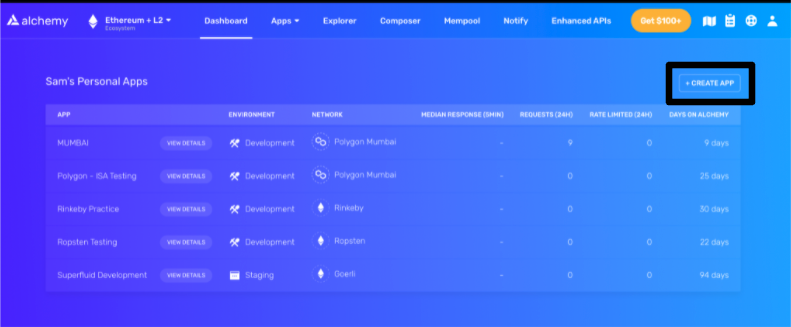 alchemy Ethereum + L2 Dashboard Apps Explorer Composer Mempool Notify Enhanced APIs Get $100+
Ecosystem
Sam's Personal Apps + CREATE APP
APP ENVIRONMENT NETWORK MEDIAN RESPONSE (5MIN) REQUESTS (24H) RATE LIMITED (24H) DAYS ON ALCHEMY
MUMBAI VIEW DETAILS Development Polygon Mumbai - 9 0 9 days
Polygon - ISA Testing VIEW DETAILS Development Polygon Mumbai - 0 0 25 days
Rinkeby Practice VIEW DETAILS Development Rinkeby - 0 0 30 days
Ropsten Testing VIEW DETAILS Development Ropsten - 0 0 22 days
Superfluid Development VIEW DETAILS Staging Goerli - 0 0 94 days